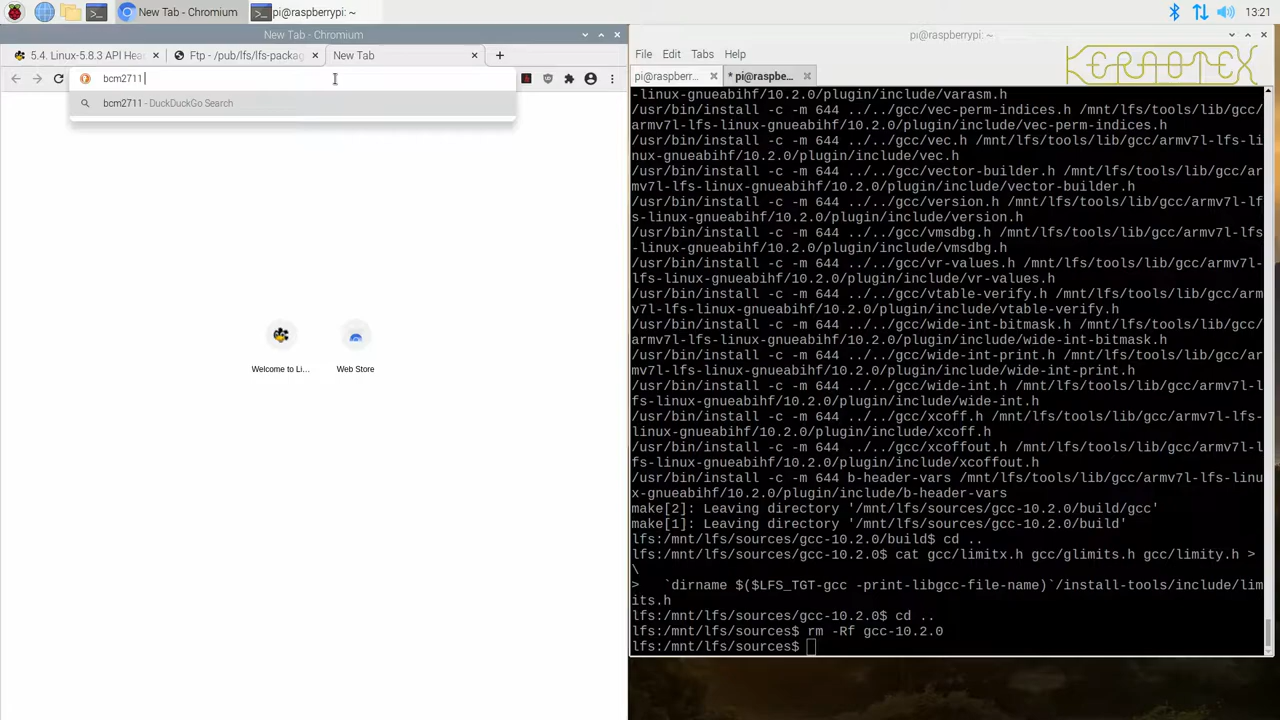 New Tab - Chromium
pi@raspberrypi: ~
13:21
New Tab - Chromium
5.4. Linux-5.8.3 API Hea
Ftp - /pub/lfs/lfs-packag
New Tab
bcm2711
bcm2711 - DuckDuckGo Search
Welcome to Li...
Web Store
pi@raspberrypi: ~
File Edit Tabs Help
KERNOTEX
pi@raspberr...
* pi@raspbe...
-linux-gnueabihf/10.2.0/plugin/include/varasm.h
/usr/bin/install -c -m 644 ../../gcc/vec-perm-indices.h /mnt/lfs/tools/lib/gcc/
armv7l-lfs-linux-gnueabihf/10.2.0/plugin/include/vec-perm-indices.h
/usr/bin/install -c -m 644 ../../gcc/vec.h /mnt/lfs/tools/lib/gcc/armv7l-lfs-li
nux-gnueabihf/10.2.0/plugin/include/vec.h
/usr/bin/install -c -m 644 ../../gcc/vector-builder.h /mnt/lfs/tools/lib/gcc/ar
mv7l-lfs-linux-gnueabihf/10.2.0/plugin/include/vector-builder.h
/usr/bin/install -c -m 644 ../../gcc/version.h /mnt/lfs/tools/lib/gcc/armv7l-lf
s-linux-gnueabihf/10.2.0/plugin/include/version.h
/usr/bin/install -c -m 644 ../../gcc/vmsdbg.h /mnt/lfs/tools/lib/gcc/armv7l-lfs
-linux-gnueabihf/10.2.0/plugin/include/vmsdbg.h
/usr/bin/install -c -m 644 ../../gcc/vr-values.h /mnt/lfs/tools/lib/gcc/armv7l-
lfs-linux-gnueabihf/10.2.0/plugin/include/vr-values.h
/usr/bin/install -c -m 644 ../../gcc/vtable-verify.h /mnt/lfs/tools/lib/gcc/arm
v7l-lfs-linux-gnueabihf/10.2.0/plugin/include/vtable-verify.h
/usr/bin/install -c -m 644 ../../gcc/wide-int-bitmask.h /mnt/lfs/tools/lib/gcc/
armv7l-lfs-linux-gnueabihf/10.2.0/plugin/include/wide-int-bitmask.h
/usr/bin/install -c -m 644 ../../gcc/wide-int-print.h /mnt/lfs/tools/lib/gcc/ar
mv7l-lfs-linux-gnueabihf/10.2.0/plugin/include/wide-int-print.h
/usr/bin/install -c -m 644 ../../gcc/wide-int.h /mnt/lfs/tools/lib/gcc/armv7l-l
fs-linux-gnueabihf/10.2.0/plugin/include/wide-int.h
/usr/bin/install -c -m 644 ../../gcc/xcoff.h /mnt/lfs/tools/lib/gcc/armv7l-lfs-
linux-gnueabihf/10.2.0/plugin/include/xcoff.h
/usr/bin/install -c -m 644 ../../gcc/xcoffout.h /mnt/lfs/tools/lib/gcc/armv7l-l
fs-linux-gnueabihf/10.2.0/plugin/include/xcoffout.h
/usr/bin/install -c -m 644 b-header-vars /mnt/lfs/tools/lib/gcc/armv7l-lfs-linu
x-gnueabihf/10.2.0/plugin/include/b-header-vars
make[2]: Leaving directory '/mnt/lfs/sources/gcc-10.2.0/build/gcc'
make[1]: Leaving directory '/mnt/lfs/sources/gcc-10.2.0/build'
lfs:/mnt/lfs/sources/gcc-10.2.0/build$ cd ..
lfs:/mnt/lfs/sources/gcc-10.2.0$ cat gcc/limitx.h gcc/glimits.h gcc/limity.h >
\
>   `dirname $($LFS_TGT-gcc -print-libgcc-file-name)`/install-tools/include/lim
its.h
lfs:/mnt/lfs/sources/gcc-10.2.0$ cd ..
lfs:/mnt/lfs/sources$ rm -Rf gcc-10.2.0
lfs:/mnt/lfs/sources$